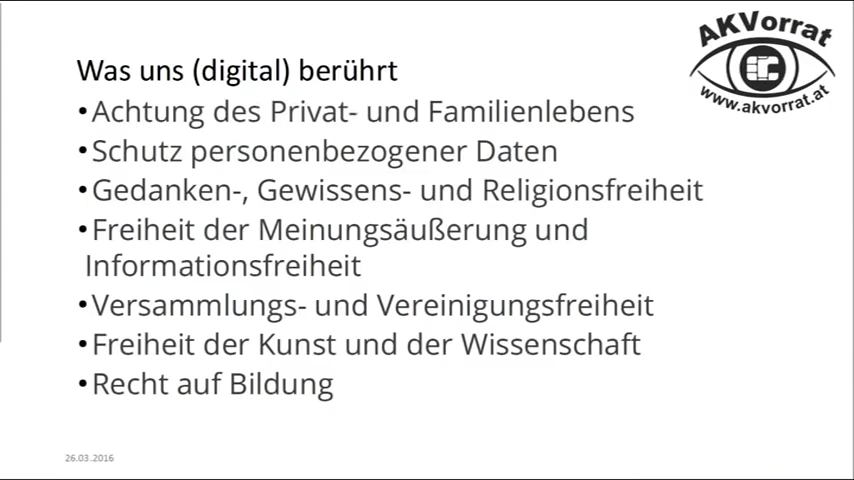 AKVorrat
www.akvorrat.at
Was uns (digital) berührt
•Achtung des Privat- und Familienlebens
•Schutz personenbezogener Daten
•Gedanken-, Gewissens- und Religionsfreiheit
•Freiheit der Meinungsäußerung und
Informationsfreiheit
•Versammlungs- und Vereinigungsfreiheit
•Freiheit der Kunst und der Wissenschaft
•Recht auf Bildung
26.03.2016